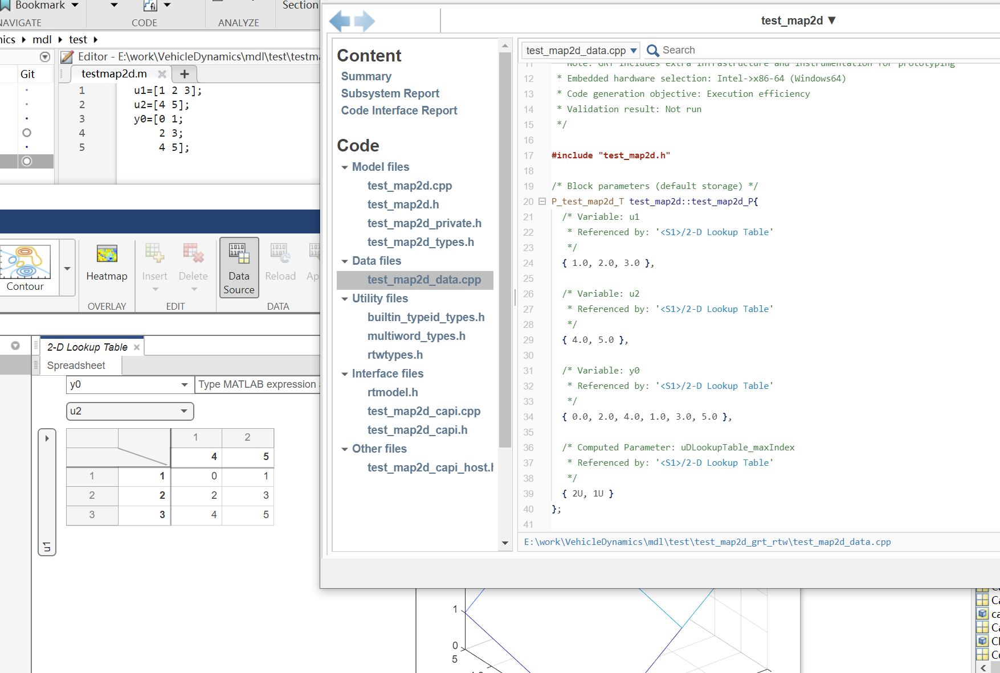 Bookmark
Section
NAVIGATE
CODE
ANALYZE
mdl
test
Editor - E:\work\VehicleDynamics\mdl\test\testma
Git
testmap2d.m
1 u1=[1 2 3];
2 u2=[4 5];
3 y0=[0 1;
4 2 3;
5 4 5];
Contour
Heatmap
Insert
Delete
Data
Source
Reload
OVERLAY
EDIT
DATA
2-D Lookup Table
Spreadsheet
y0
Type MATLAB expression
u2
1 2
4 5
1 1 0 1
2 2 2 3
3 3 4 5
u1
test_map2d
Content
Summary
Subsystem Report
Code Interface Report
Code
Model files
test_map2d.cpp
test_map2d.h
test_map2d_private.h
test_map2d_types.h
Data files
test_map2d_data.cpp
Utility files
builtin_typeid_types.h
multiword_types.h
rtwtypes.h
Interface files
rtmodel.h
test_map2d_capi.cpp
test_map2d_capi.h
Other files
test_map2d_capi_host.h
test_map2d_data.cpp
Search
11 Note: GRT includes extra infrastructure and instrumentation for prototyping
12 * Embedded hardware selection: Intel->x86-64 (Windows64)
13 * Code generation objective: Execution efficiency
14 * Validation result: Not run
15 */
16
17 #include "test_map2d.h"
18
19 /* Block parameters (default storage) */
20 P_test_map2d_T test_map2d::test_map2d_P{
21 /* Variable: u1
22 * Referenced by: '<S1>/2-D Lookup Table'
23 */
24 { 1.0, 2.0, 3.0 },
25
26 /* Variable: u2
27 * Referenced by: '<S1>/2-D Lookup Table'
28 */
29 { 4.0, 5.0 },
30
31 /* Variable: y0
32 * Referenced by: '<S1>/2-D Lookup Table'
33 */
34 { 0.0, 2.0, 4.0, 1.0, 3.0, 5.0 },
35
36 /* Computed Parameter: uDLookupTable_maxIndex
37 * Referenced by: '<S1>/2-D Lookup Table'
38 */
39 { 2U, 1U }
40 };
41
E:\work\VehicleDynamics\mdl\test\test_map2d_grt_rtw\test_map2d_data.cpp
1
0
5